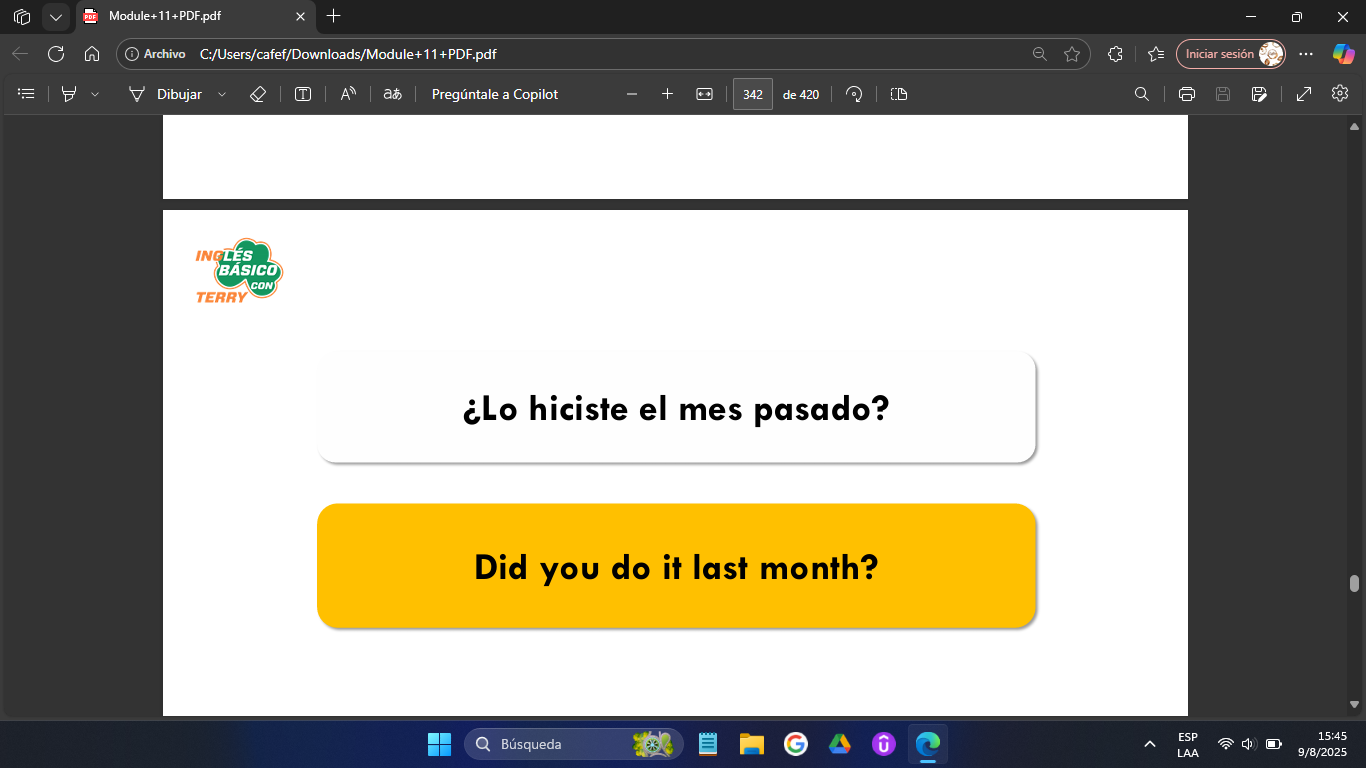 Module+11+PDF.pdf
Archivo C:/Users/cafef/Downloads/Module+11+PDF.pdf
Iniciar sesión
Dibujar
Pregúntale a Copilot
342 de 420
INGLÉS
BÁSICO
CON
TERRY
¿Lo hiciste el mes pasado?
Did you do it last month?
Búsqueda
ESP
LAA
15:45
9/8/2025